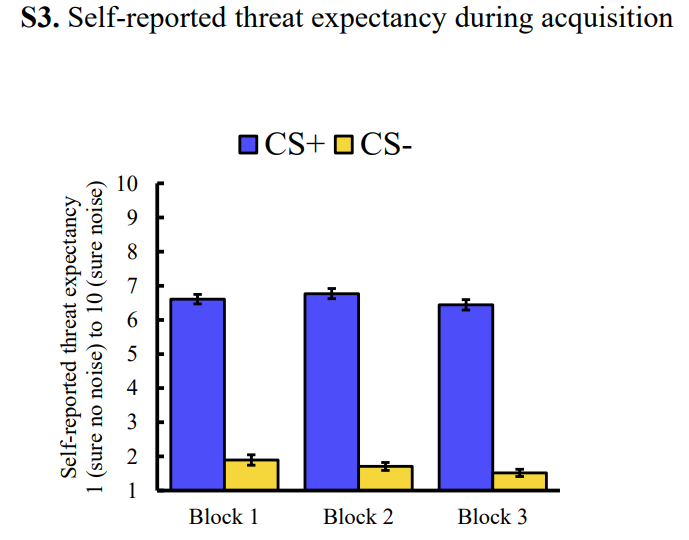 S3. Self-reported threat expectancy during acquisition
CS+ CS-
Self-reported threat expectancy
1 (sure no noise) to 10 (sure noise)
10
9
8
7
6
5
4
3
2
1
Block 1 Block 2 Block 3